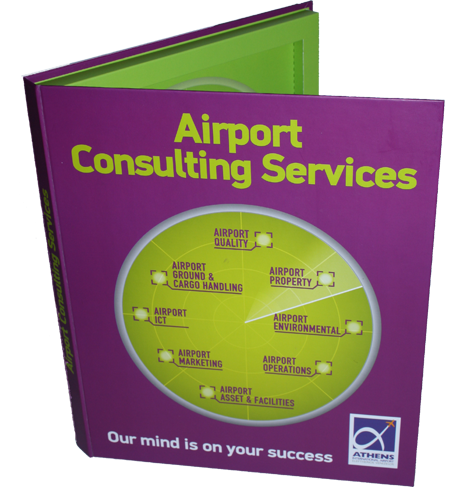 Airport
Consulting Services
Airport Consulting Services
AIRPORT
QUALITY
AIRPORT
GROUND &
CARGO HANDLING
AIRPORT
PROPERTY
AIRPORT
ICT
AIRPORT
ENVIRONMENTAL
AIRPORT
MARKETING
AIRPORT
OPERATIONS
AIRPORT
ASSET & FACILITIES
Our mind is on your success
ATHENS